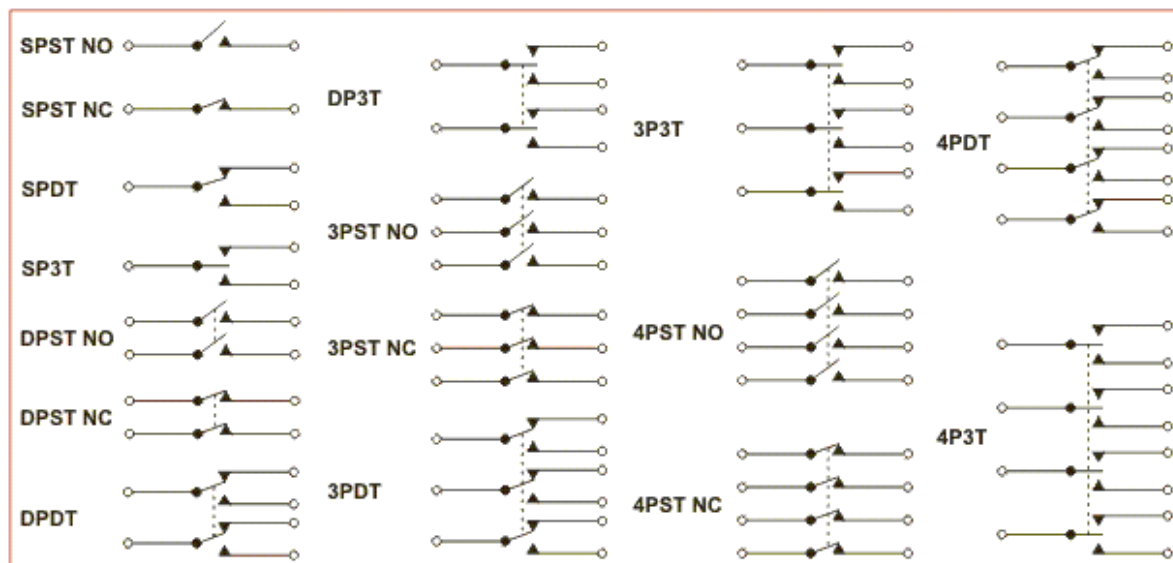 SPST NO
SPST NC
SPDT
SP3T
DPST NO
DPST NC
DPDT
DP3T
3PST NO
3PST NC
3PDT
3P3T
4PST NO
4PST NC
4PDT
4P3T